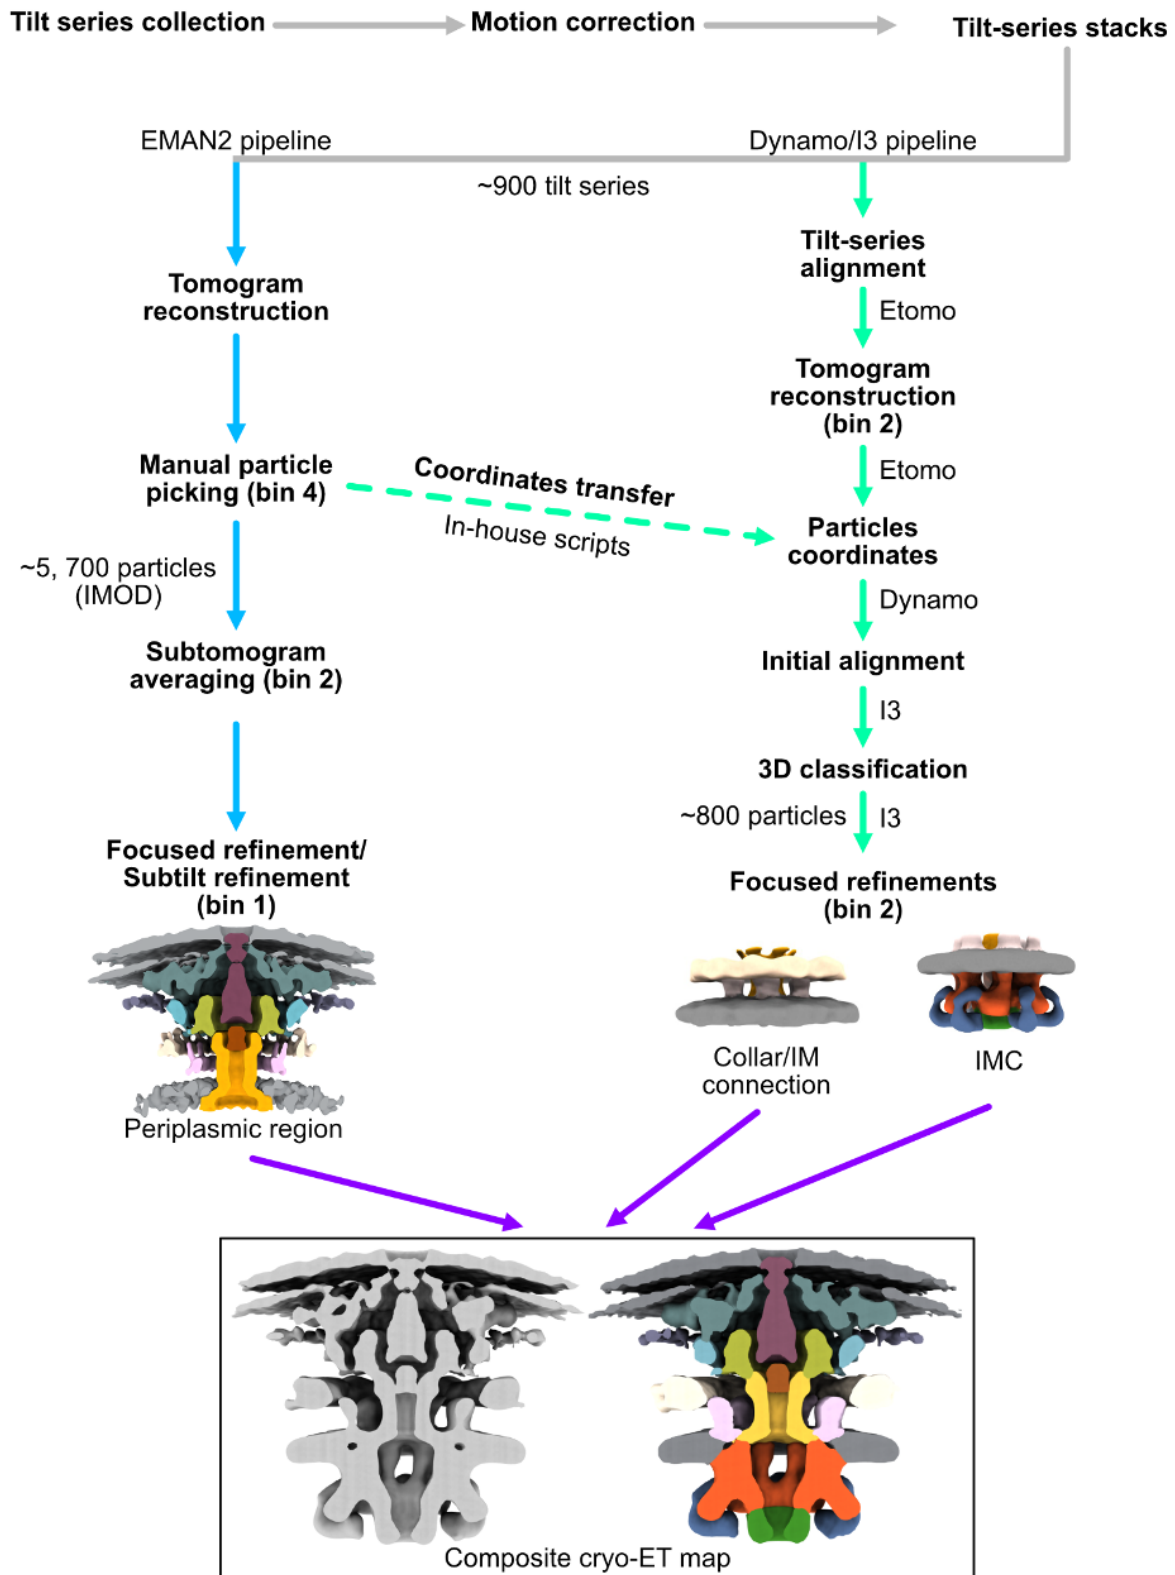 Tilt series collection
Motion correction
Tilt-series stacks
EMAN2 pipeline
Dynamo/I3 pipeline
~900 tilt series
Tomogram
reconstruction
Manual particle
picking (bin 4)
~5, 700 particles
(IMOD)
Subtomogram
averaging (bin 2)
Focused refinement/
Subtilt refinement
(bin 1)
Periplasmic region
Coordinates transfer
In-house scripts
Tilt-series
alignment
Etomo
Tomogram
reconstruction
(bin 2)
Etomo
Particles
coordinates
Dynamo
Initial alignment
I3
3D classification
~800 particles
I3
Focused refinements
(bin 2)
Collar/IM
connection
IMC
Composite cryo-ET map